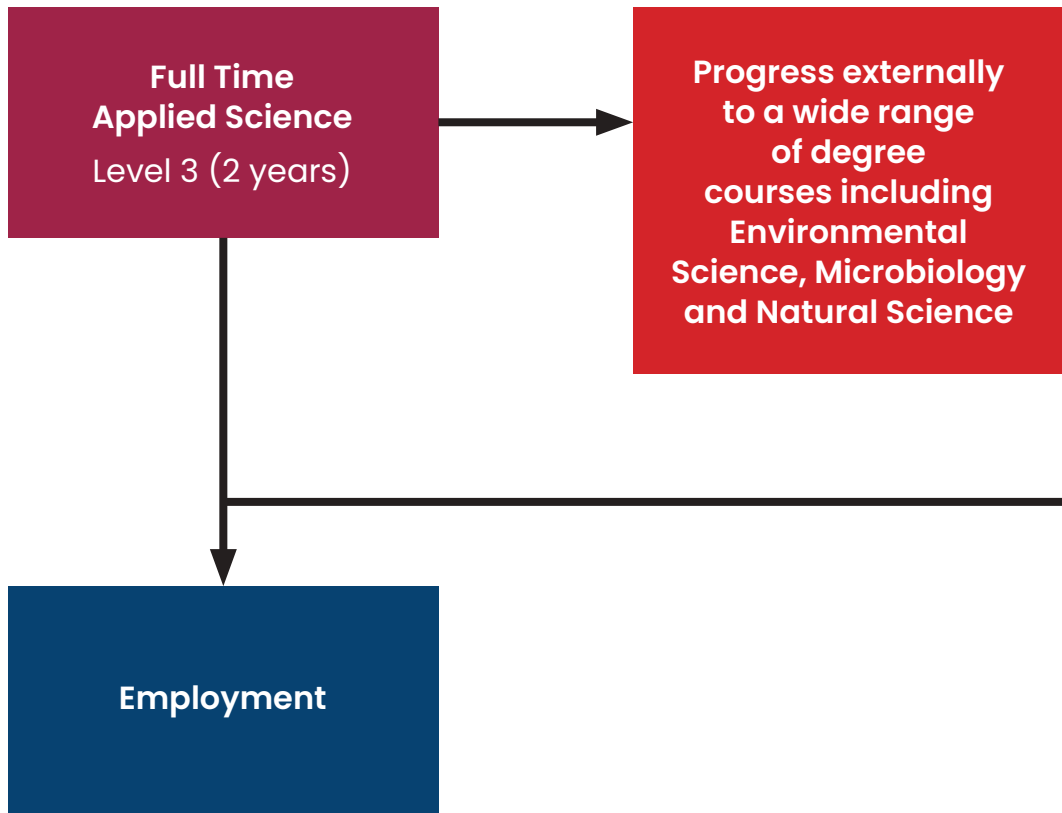 Full Time
Applied Science
Level 3 (2 years)
Progress externally
to a wide range
of degree
courses including
Environmental
Science, Microbiology
and Natural Science
Employment